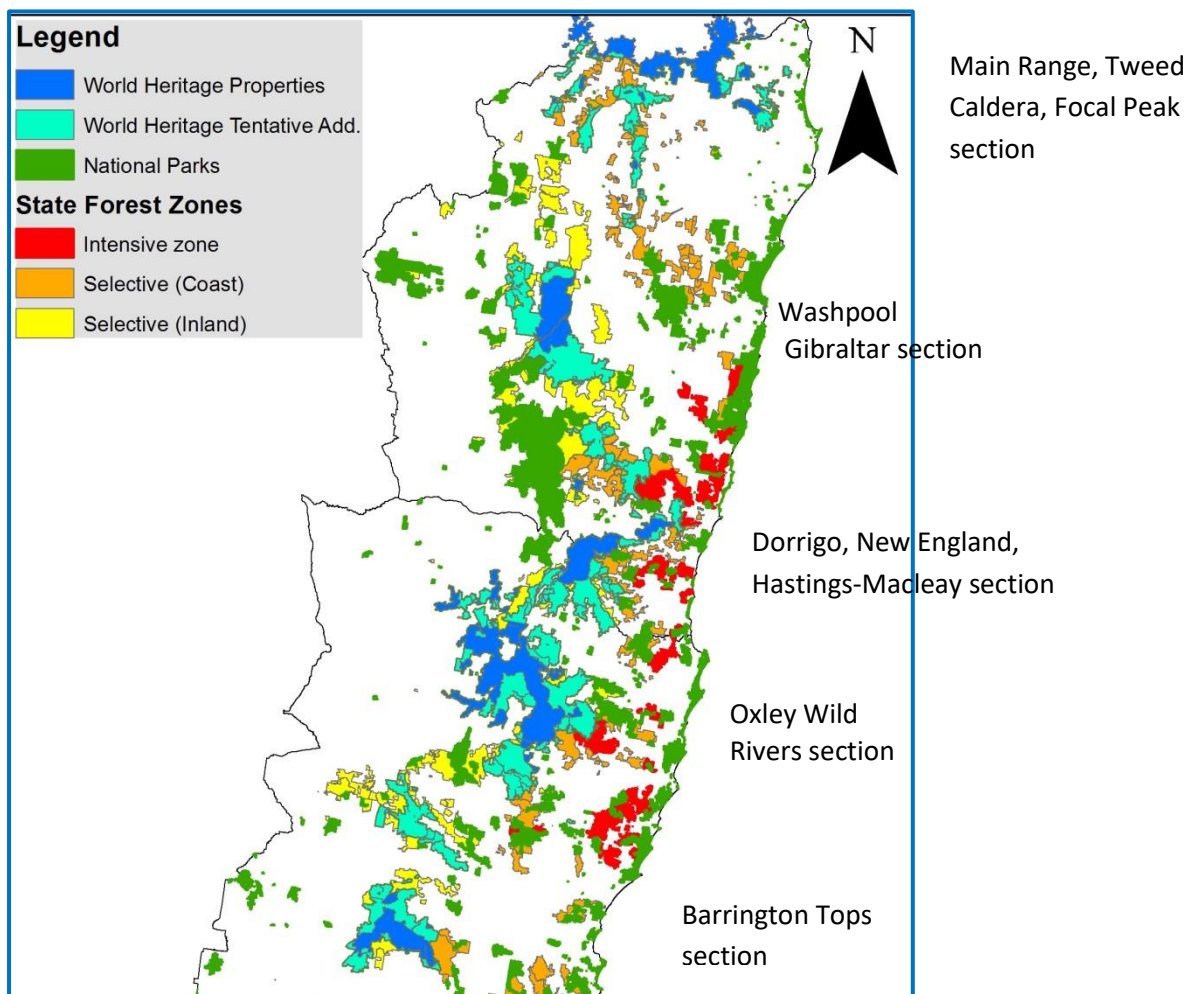 Legend
World Heritage Properties
World Heritage Tentative Add.
National Parks
State Forest Zones
Intensive zone
Selective (Coast)
Selective (Inland)
N
Main Range, Tweed
Caldera, Focal Peak
section
Washpool
Gibraltar section
Dorrigo, New England,
Hastings-Macleay section
Oxley Wild
Rivers section
Barrington Tops
section